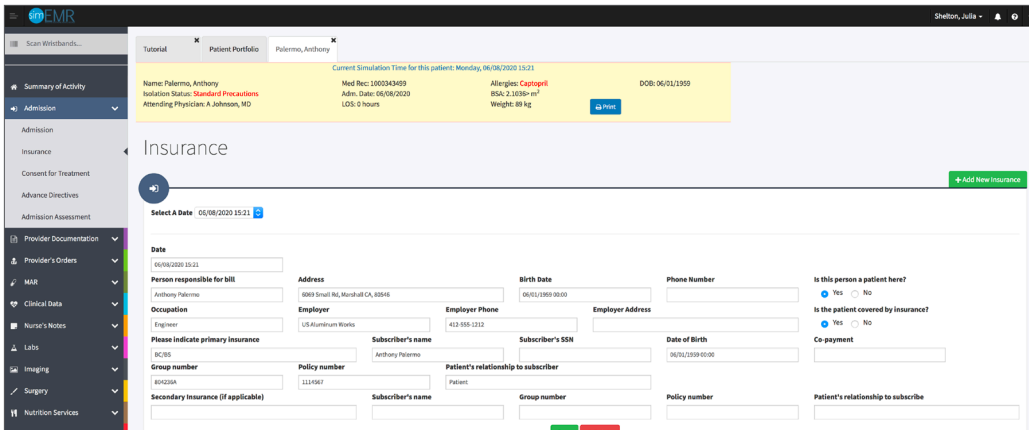 simEMR
Shelton, Julia
Scan Wristbands...
Summary of Activity
Admission
Admission
Insurance
Consent for Treatment
Advance Directives
Admission Assessment
Provider Documentation
Provider's Orders
MAR
Clinical Data
Nurse's Notes
Labs
Imaging
Surgery
Nutrition Services
Tutorial Patient Portfolio Palermo, Anthony
Current Simulation Time for this patient: Monday, 06/08/2020 15:21
Name: Palermo, Anthony Med Rec: 1000343499 Allergies: Captopril DOB: 06/01/1959
Isolation Status: Standard Precautions Adm. Date: 06/08/2020 BSA: 2.1036> m²
Attending Physician: A Johnson, MD LOS: 0 hours Weight: 89 kg Print
Insurance
+ Add New Insurance
Select A Date 06/08/2020 15:21
Date
06/08/2020 15:21
Person responsible for bill Address Birth Date Phone Number Is this person a patient here?
Anthony Palermo 6069 Small Rd, Marshall CA, 80546 06/01/1959 00:00 Yes No
Occupation Employer Employer Phone Employer Address Is the patient covered by insurance?
Engineer US Aluminum Works 412-555-1212 Yes No
Please indicate primary insurance Subscriber's name Subscriber's SSN Date of Birth Co-payment
BC/BS Anthony Palermo 06/01/1959 00:00
Group number Policy number Patient's relationship to subscriber
804236A 1114567 Patient
Secondary Insurance (if applicable) Subscriber's name Group number Policy number Patient's relationship to subscribe